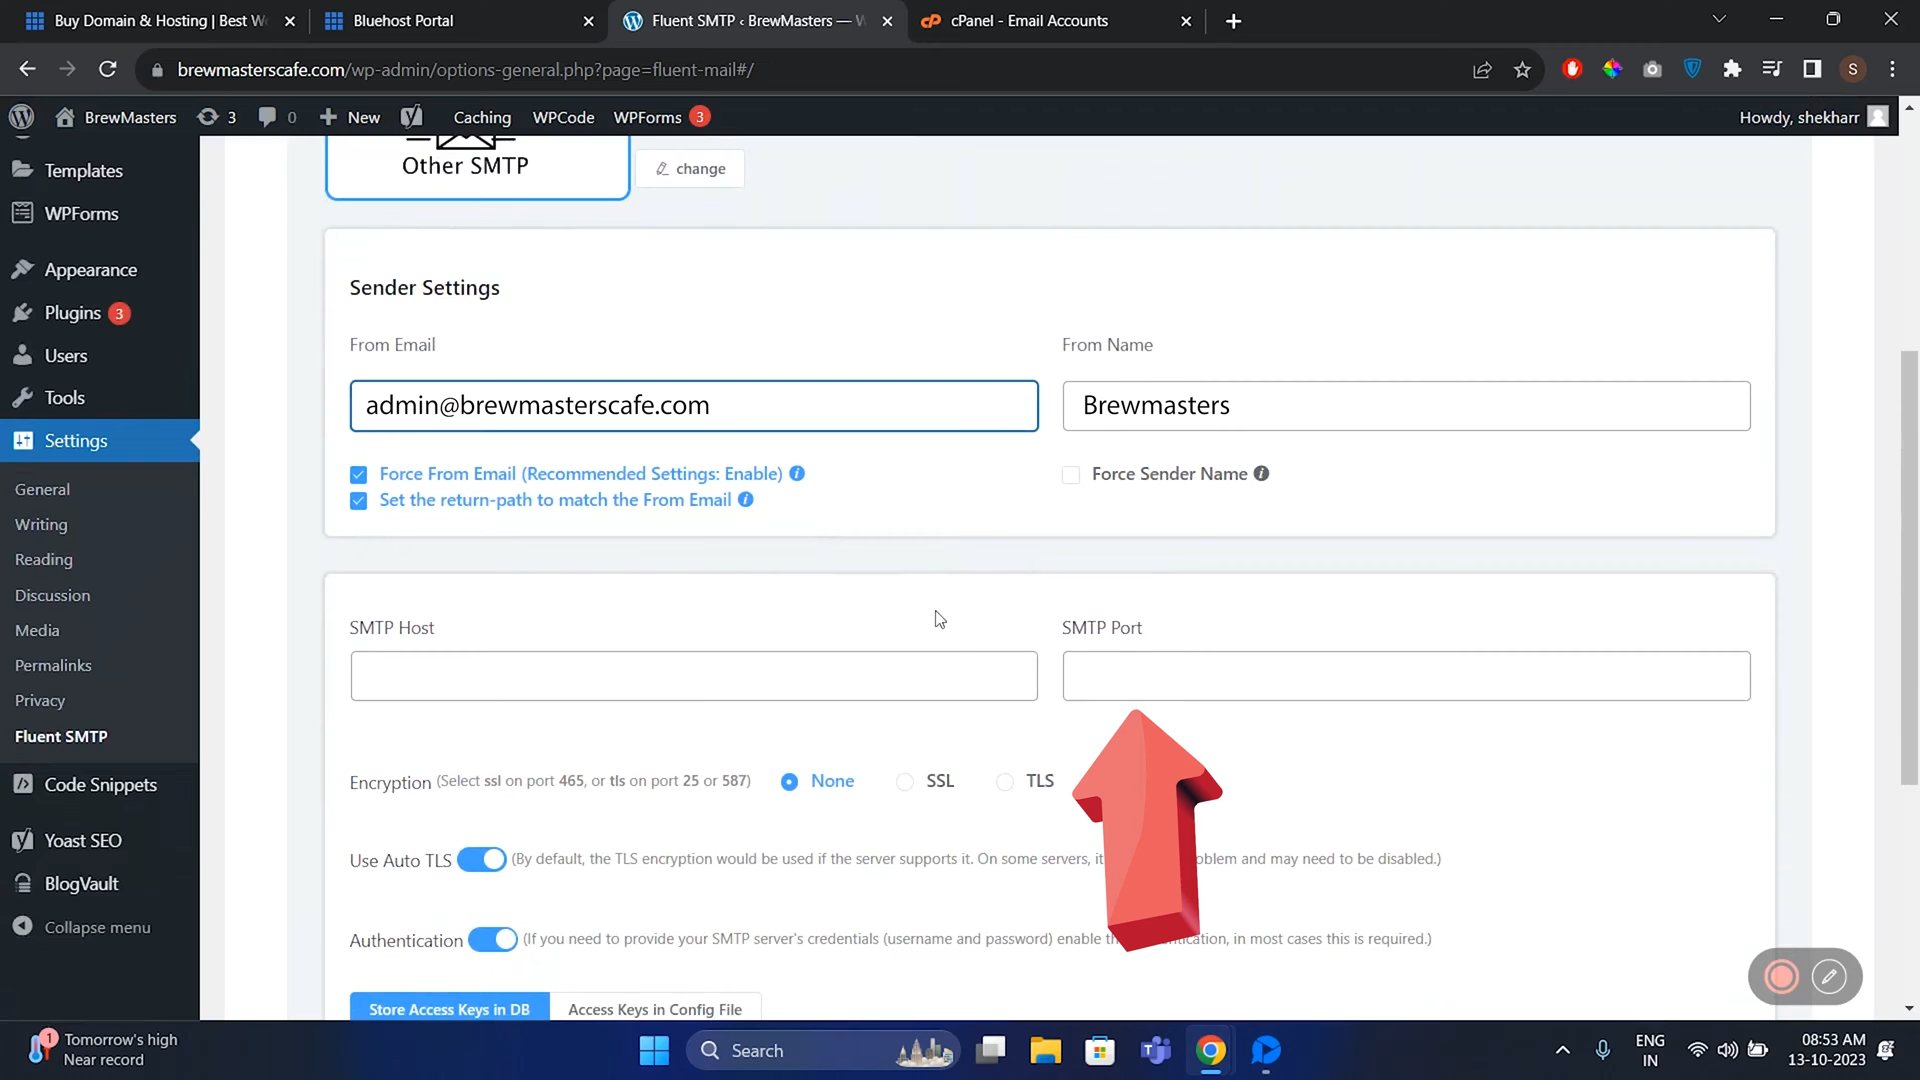 Buy Domain & Hosting | Best W
Bluehost Portal
Fluent SMTP ‹ BrewMasters — W
cPanel - Email Accounts
brewmasterscafe.com/wp-admin/options-general.php?page=fluent-mail#/
S
BrewMasters
3
0
New
Caching
WPCode
WPForms 3
Howdy, shekharr
Templates
WPForms
Appearance
Plugins 3
Users
Tools
Settings
General
Writing
Reading
Discussion
Media
Permalinks
Privacy
Fluent SMTP
Code Snippets
Yoast SEO
BlogVault
Collapse menu
Other SMTP
change
Sender Settings
From Email
From Name
admin@brewmasterscafe.com
Brewmasters
Force From Email (Recommended Settings: Enable)
Force Sender Name
Set the return-path to match the From Email
SMTP Host
SMTP Port
Encryption (Select ssl on port 465, or tls on port 25 or 587)
None
SSL
TLS
Use Auto TLS (By default, the TLS encryption would be used if the server supports it. On some servers, it and may need to be disabled.)
Authentication (If you need to provide your SMTP server's credentials (username and password) enable in most cases this is required.)
Store Access Keys in DB
Access Keys in Config File
1
Tomorrow's high
Near record
Search
ENG
IN
08:53 AM
13-10-2023